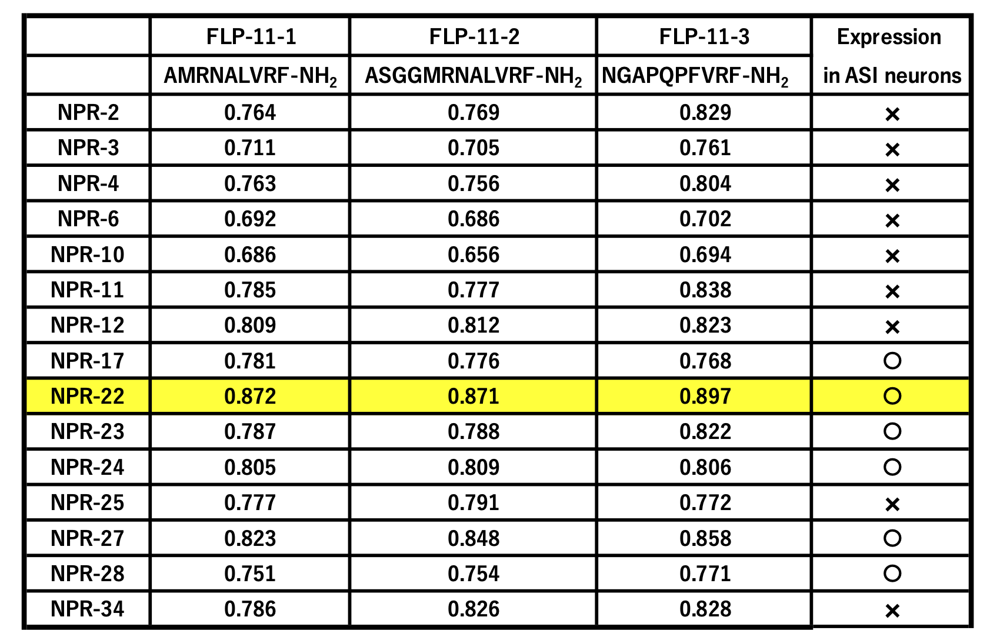 FLP-11-1 FLP-11-2 FLP-11-3 Expression
AMRNALVRF-NH₂ ASGGMRNALVRF-NH₂ NGAPQPFVRF-NH₂ in ASI neurons
NPR-2 0.764 0.769 0.829 ×
NPR-3 0.711 0.705 0.761 ×
NPR-4 0.763 0.756 0.804 ×
NPR-6 0.692 0.686 0.702 ×
NPR-10 0.686 0.656 0.694 ×
NPR-11 0.785 0.777 0.838 ×
NPR-12 0.809 0.812 0.823 ×
NPR-17 0.781 0.776 0.768 ○
NPR-22 0.872 0.871 0.897 ○
NPR-23 0.787 0.788 0.822 ○
NPR-24 0.805 0.809 0.806 ○
NPR-25 0.777 0.791 0.772 ×
NPR-27 0.823 0.848 0.858 ○
NPR-28 0.751 0.754 0.771 ○
NPR-34 0.786 0.826 0.828 ×